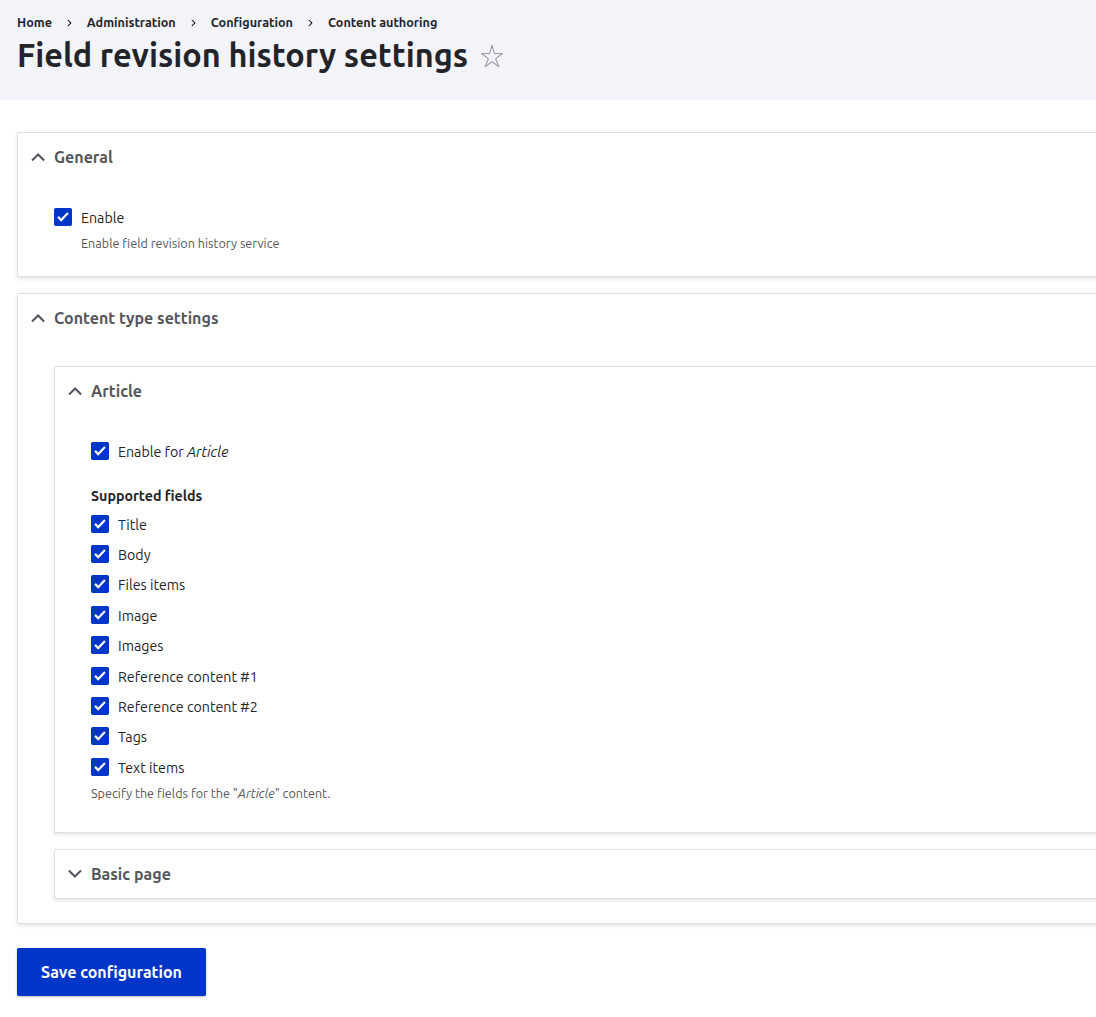 Home > Administration > Configuration > Content authoring
Field revision history settings
General
Enable
Enable field revision history service
Content type settings
Article
Enable for Article
Supported fields
Title
Body
Files items
Image
Images
Reference content #1
Reference content #2
Tags
Text items
Specify the fields for the "Article" content.
Basic page
Save configuration